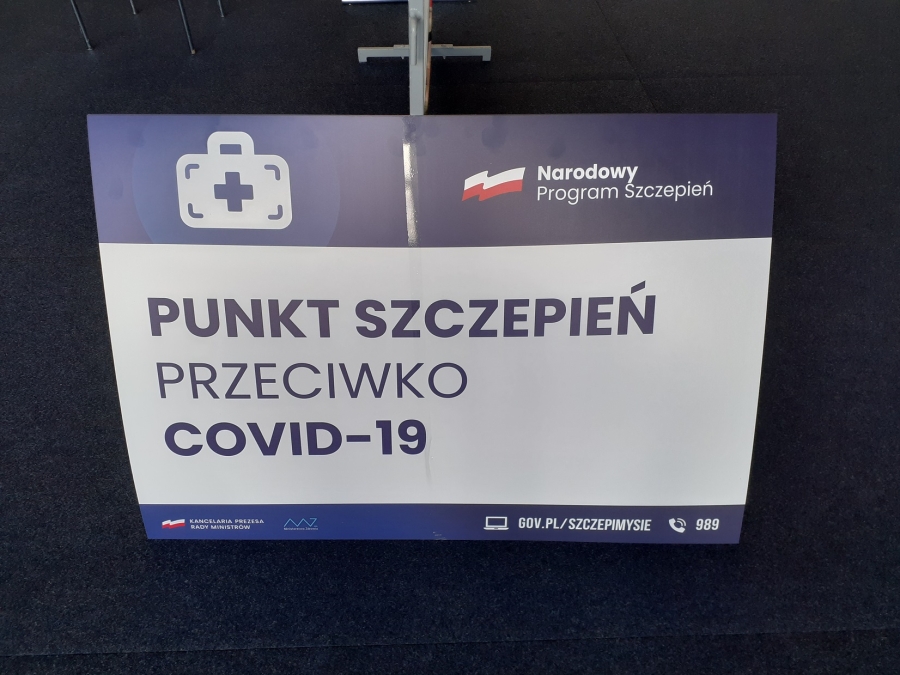 Narodowy
Program Szczepień
PUNKT SZCZEPIEŃ
PRZECIWKO
COVID-19
KANCELARIA PREZESA
RADY MINISTRÓW
GOV.PL/SZCZEPIMYSIE
989